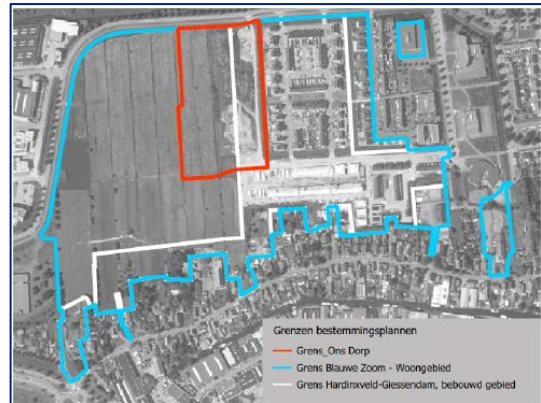 Grenzen bestemmingsplannen
Grens_Ons Dorp
Grens Blauwe Zoom - Woongebied
Grens Hardinxveld-Giessendam, bebouwd gebied